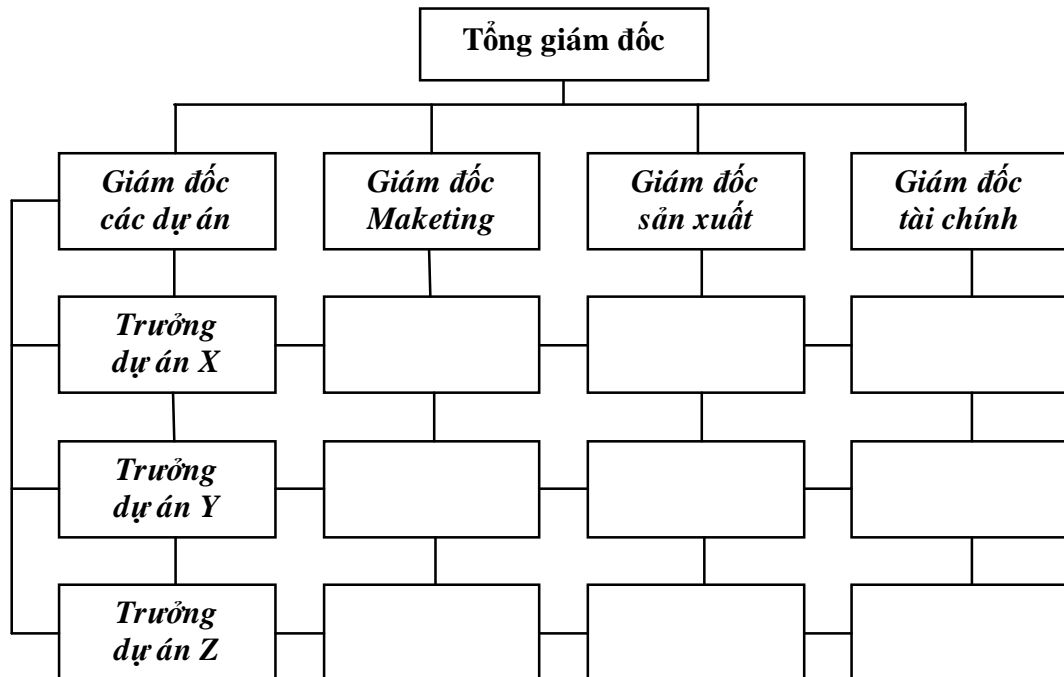 Tổng giám đốc
Giám đốc
các dự án
Giám đốc
Maketing
Giám đốc
sản xuất
Giám đốc
tài chính
Trưởng
dự án X
Trưởng
dự án Y
Trưởng
dự án Z